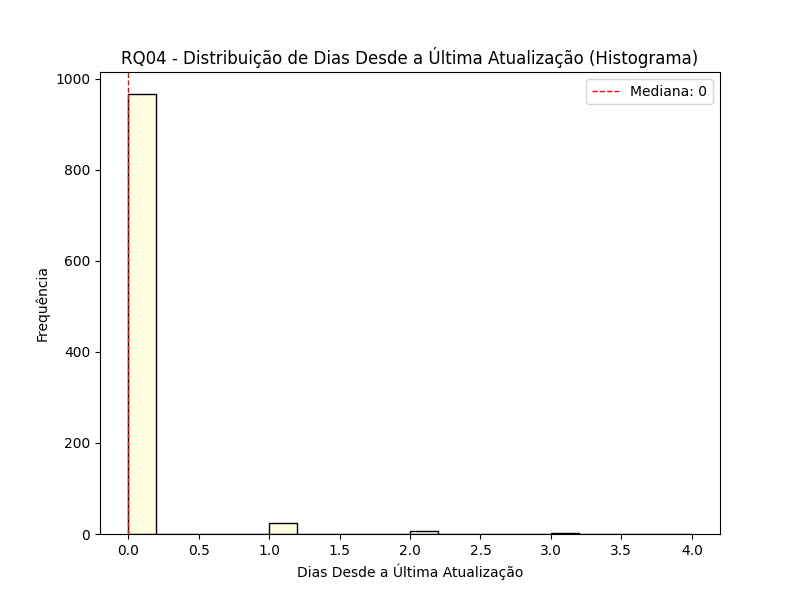 RQ04 - Distribuição de Dias Desde a Última Atualização (Histograma)
Mediana: 0
1000
800
600
400
200
0
Frequência
0.0 0.5 1.0 1.5 2.0 2.5 3.0 3.5 4.0
Dias Desde a Última Atualização